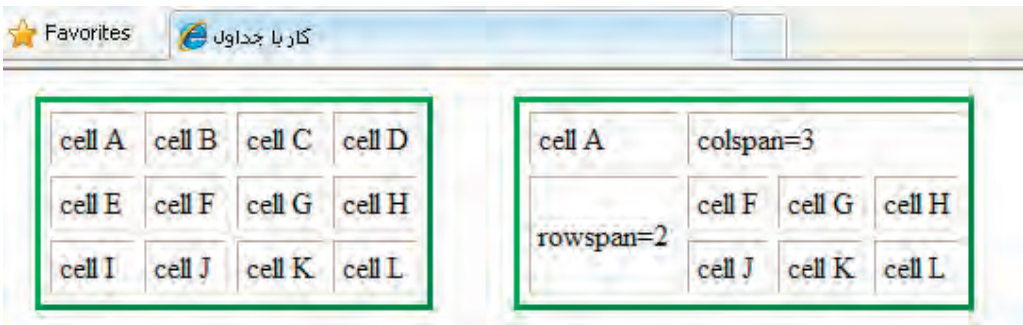 Favorites
کار با جداول
cell A cell B cell C cell D
cell E cell F cell G cell H
cell I cell J cell K cell L
cell A colspan=3
rowspan=2 cell F cell G cell H
cell J cell K cell L